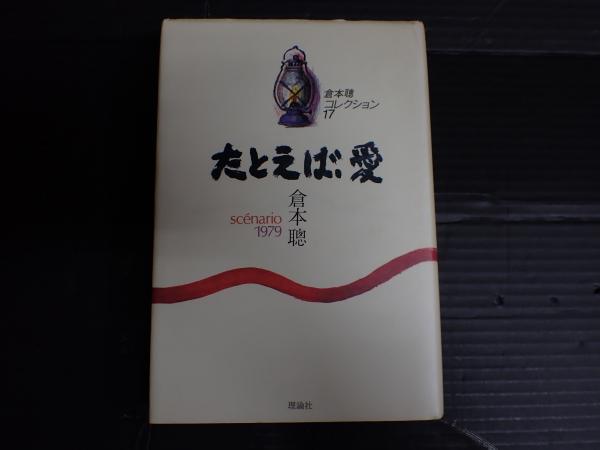 倉本聰
コレクション
17
たとえば、愛
倉本聰
scénario
1979
理論社